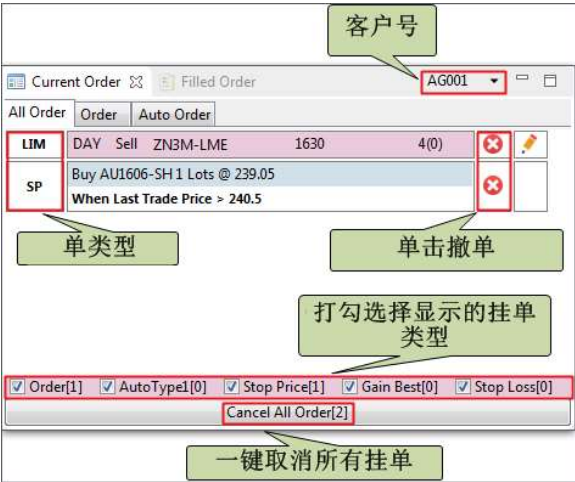 客户号
Current Order Filled Order AG001
All Order Order Auto Order
LIM DAY Sell ZN3M-LME 1630 4(0)
SP Buy AU1606-SH 1 Lots @ 239.05
When Last Trade Price > 240.5
单类型 单击撤单
打勾选择显示的挂单
类型
Order[1] AutoType1[0] Stop Price[1] Gain Best[0] Stop Loss[0]
Cancel All Order[2]
一键取消所有挂单